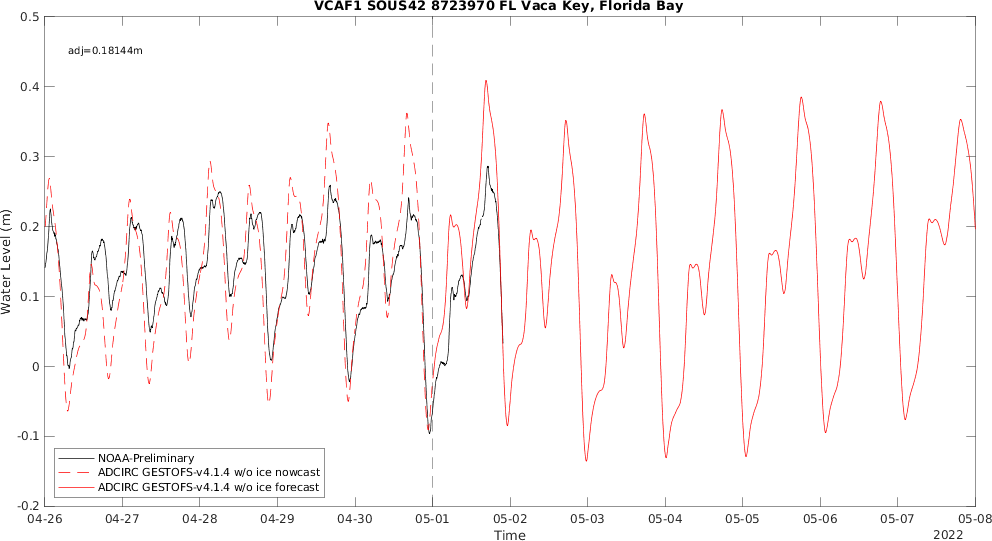 VCAF1 SOUS42 8723970 FL Vaca Key, Florida Bay
0.5
adj=0.18144m
0.4
0.3
0.2
0.1
0
-0.1
-0.2
Water Level (m)
NOAA-Preliminary
ADCIRC GESTOFS-v4.1.4 w/o ice nowcast
ADCIRC GESTOFS-v4.1.4 w/o ice forecast
04-26 04-27 04-28 04-29 04-30 05-01 05-02 05-03 05-04 05-05 05-06 05-07 05-08
Time
2022